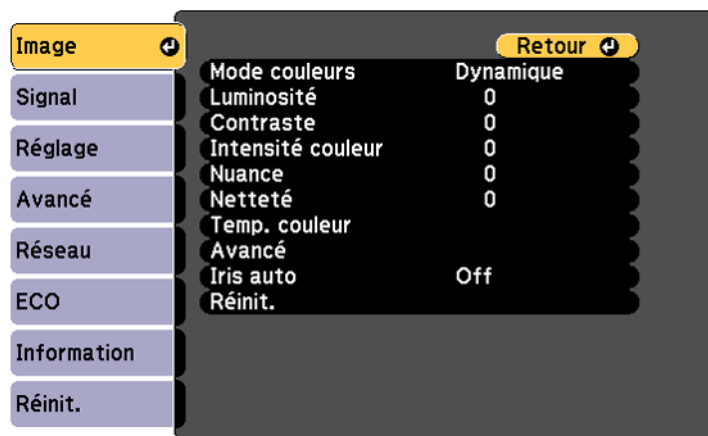 Image
Signal
Réglage
Avancé
Réseau
ECO
Information
Réinit.
Retour
Mode couleurs Dynamique
Luminosité 0
Contraste 0
Intensité couleur 0
Nuance 0
Netteté 0
Temp. couleur
Avancé
Iris auto Off
Réinit.